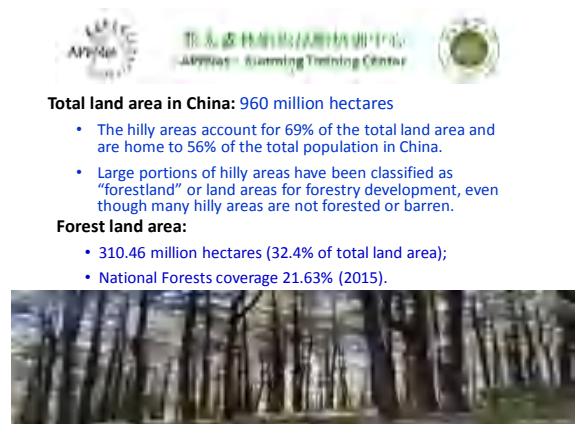 APFNet
APFNet - Kunming Training Center
Total land area in China: 960 million hectares
• The hilly areas account for 69% of the total land area and
are home to 56% of the total population in China.
• Large portions of hilly areas have been classified as
“forestland” or land areas for forestry development, even
though many hilly areas are not forested or barren.
Forest land area:
• 310.46 million hectares (32.4% of total land area);
• National Forests coverage 21.63% (2015).